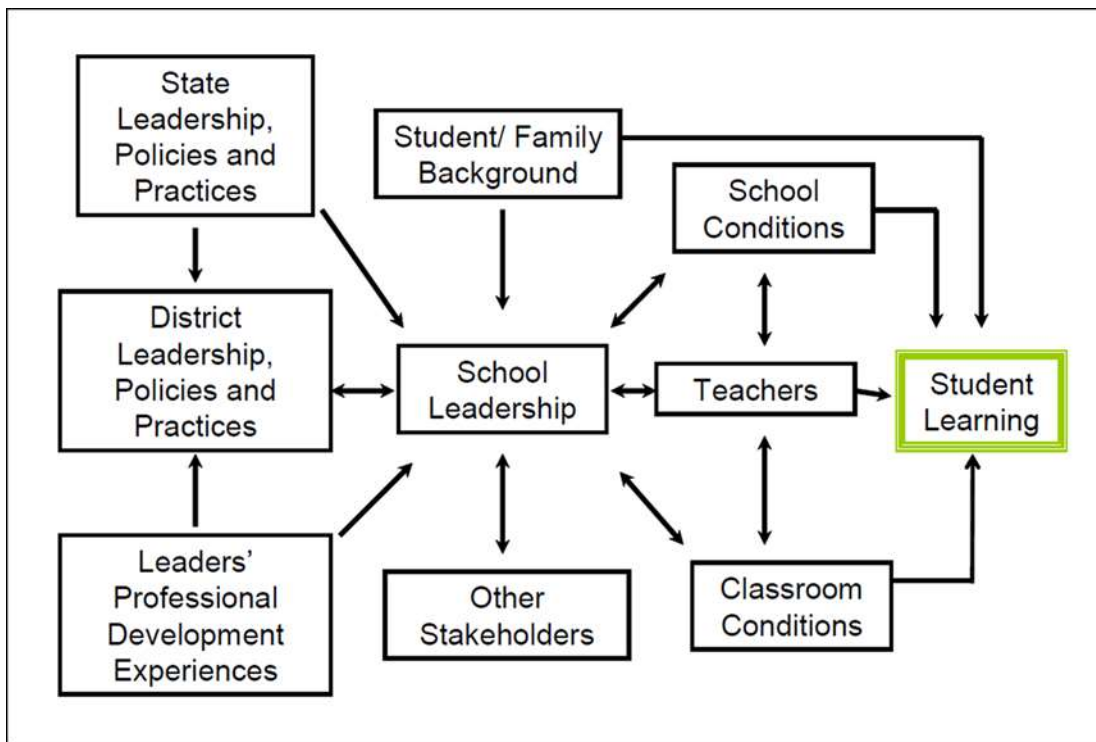 State
Leadership,
Policies and
Practices
Student/ Family
Background
School
Conditions
District
Leadership,
Policies and
Practices
School
Leadership
Teachers
Student
Learning
Leaders’
Professional
Development
Experiences
Other
Stakeholders
Classroom
Conditions